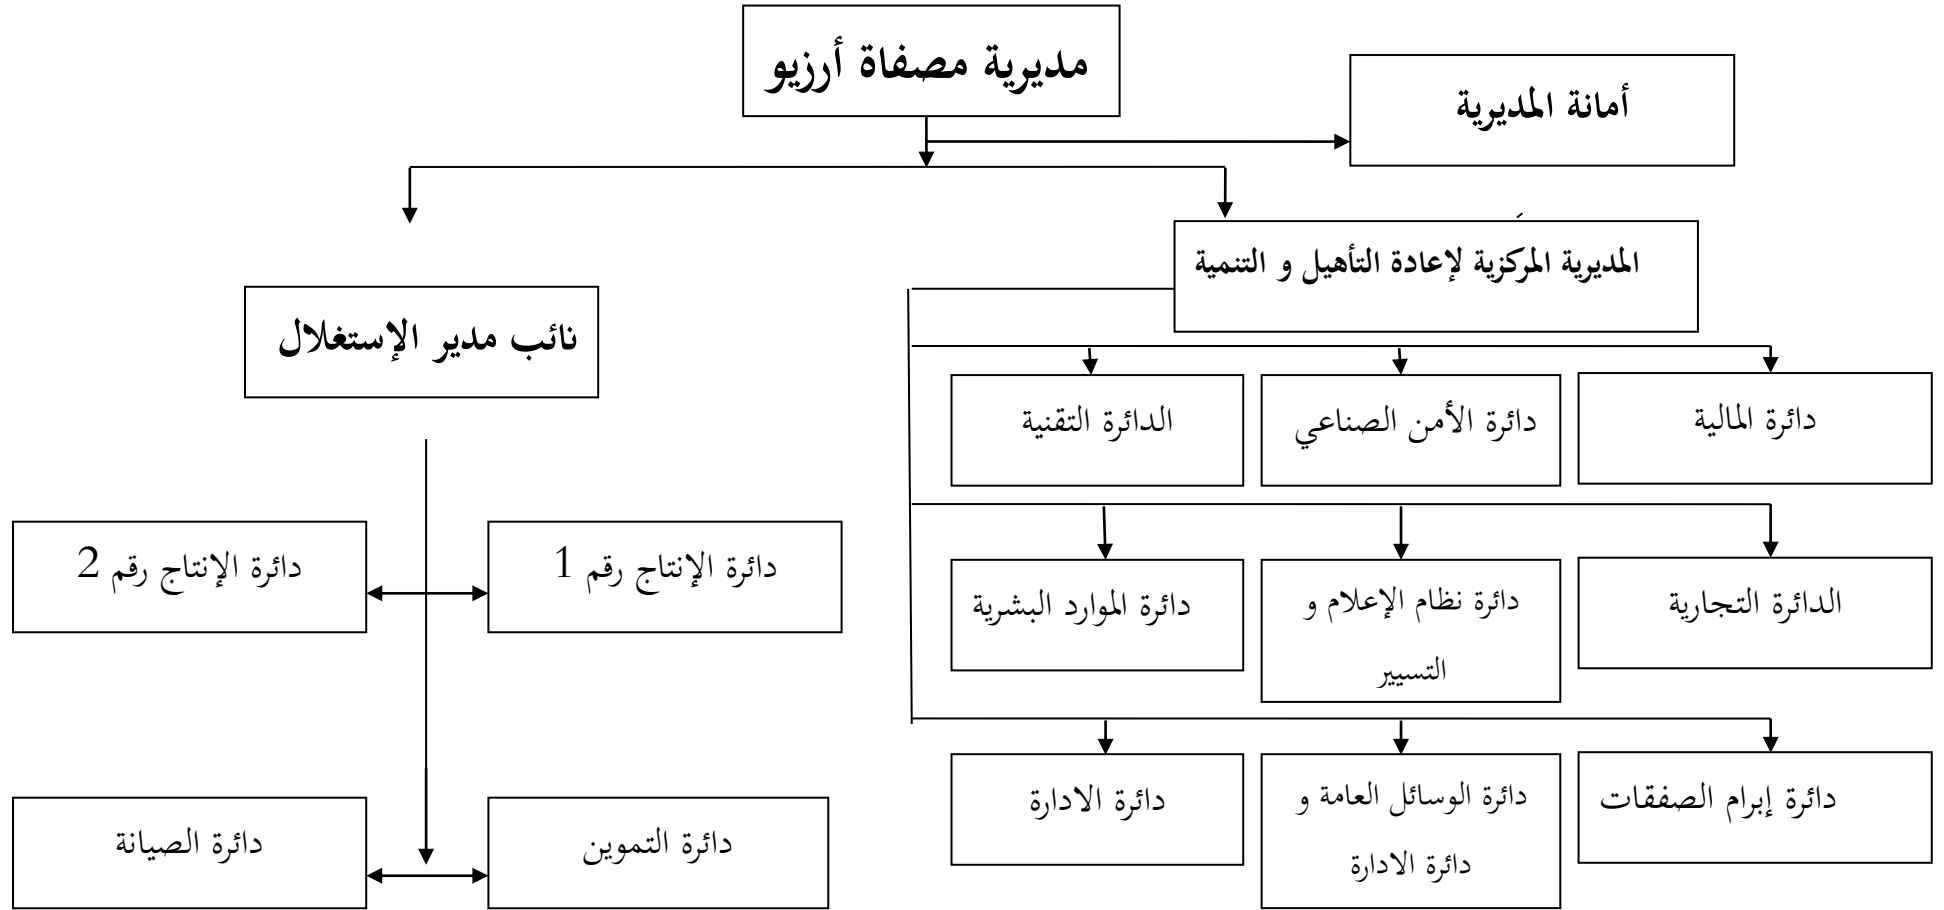 مديرية مصفاة أرزيو
أمانة المديرية
المديرية المركزية لإعادة التأهيل و التنمية
نائب مدير الإستغلال
دائرة المالية
دائرة الأمن الصناعي
الدائرة التقنية
الدائرة التجارية
دائرة نظام الإعلام و
التسيير
دائرة الموارد البشرية
دائرة إبرام الصفقات
دائرة الوسائل العامة و
دائرة الادارة
دائرة الادارة
دائرة الإنتاج رقم 1
دائرة الإنتاج رقم 2
دائرة التموين
دائرة الصيانة